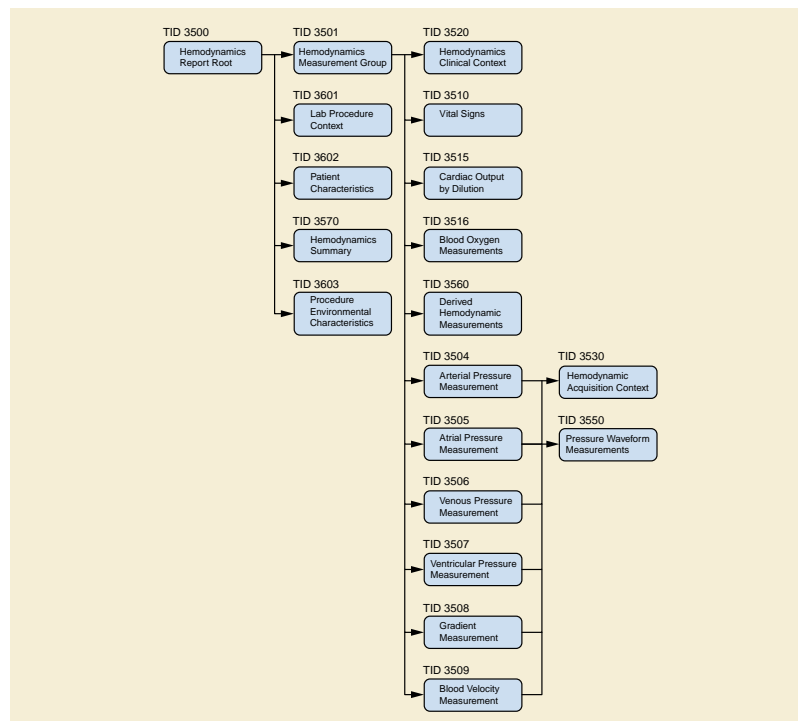 TID 3500
Hemodynamics
Report Root
TID 3501
Hemodynamics
Measurement Group
TID 3601
Lab Procedure
Context
TID 3602
Patient
Characteristics
TID 3570
Hemodynamics
Summary
TID 3603
Procedure
Environmental
Characteristics
TID 3520
Hemodynamics
Clinical Context
TID 3510
Vital Signs
TID 3515
Cardiac Output
by Dilution
TID 3516
Blood Oxygen
Measurements
TID 3560
Derived
Hemodynamic
Measurements
TID 3504
Arterial Pressure
Measurement
TID 3505
Atrial Pressure
Measurement
TID 3506
Venous Pressure
Measurement
TID 3507
Ventricular Pressure
Measurement
TID 3508
Gradient
Measurement
TID 3509
Blood Velocity
Measurement
TID 3530
Hemodynamic
Acquisition Context
TID 3550
Pressure Waveform
Measurements